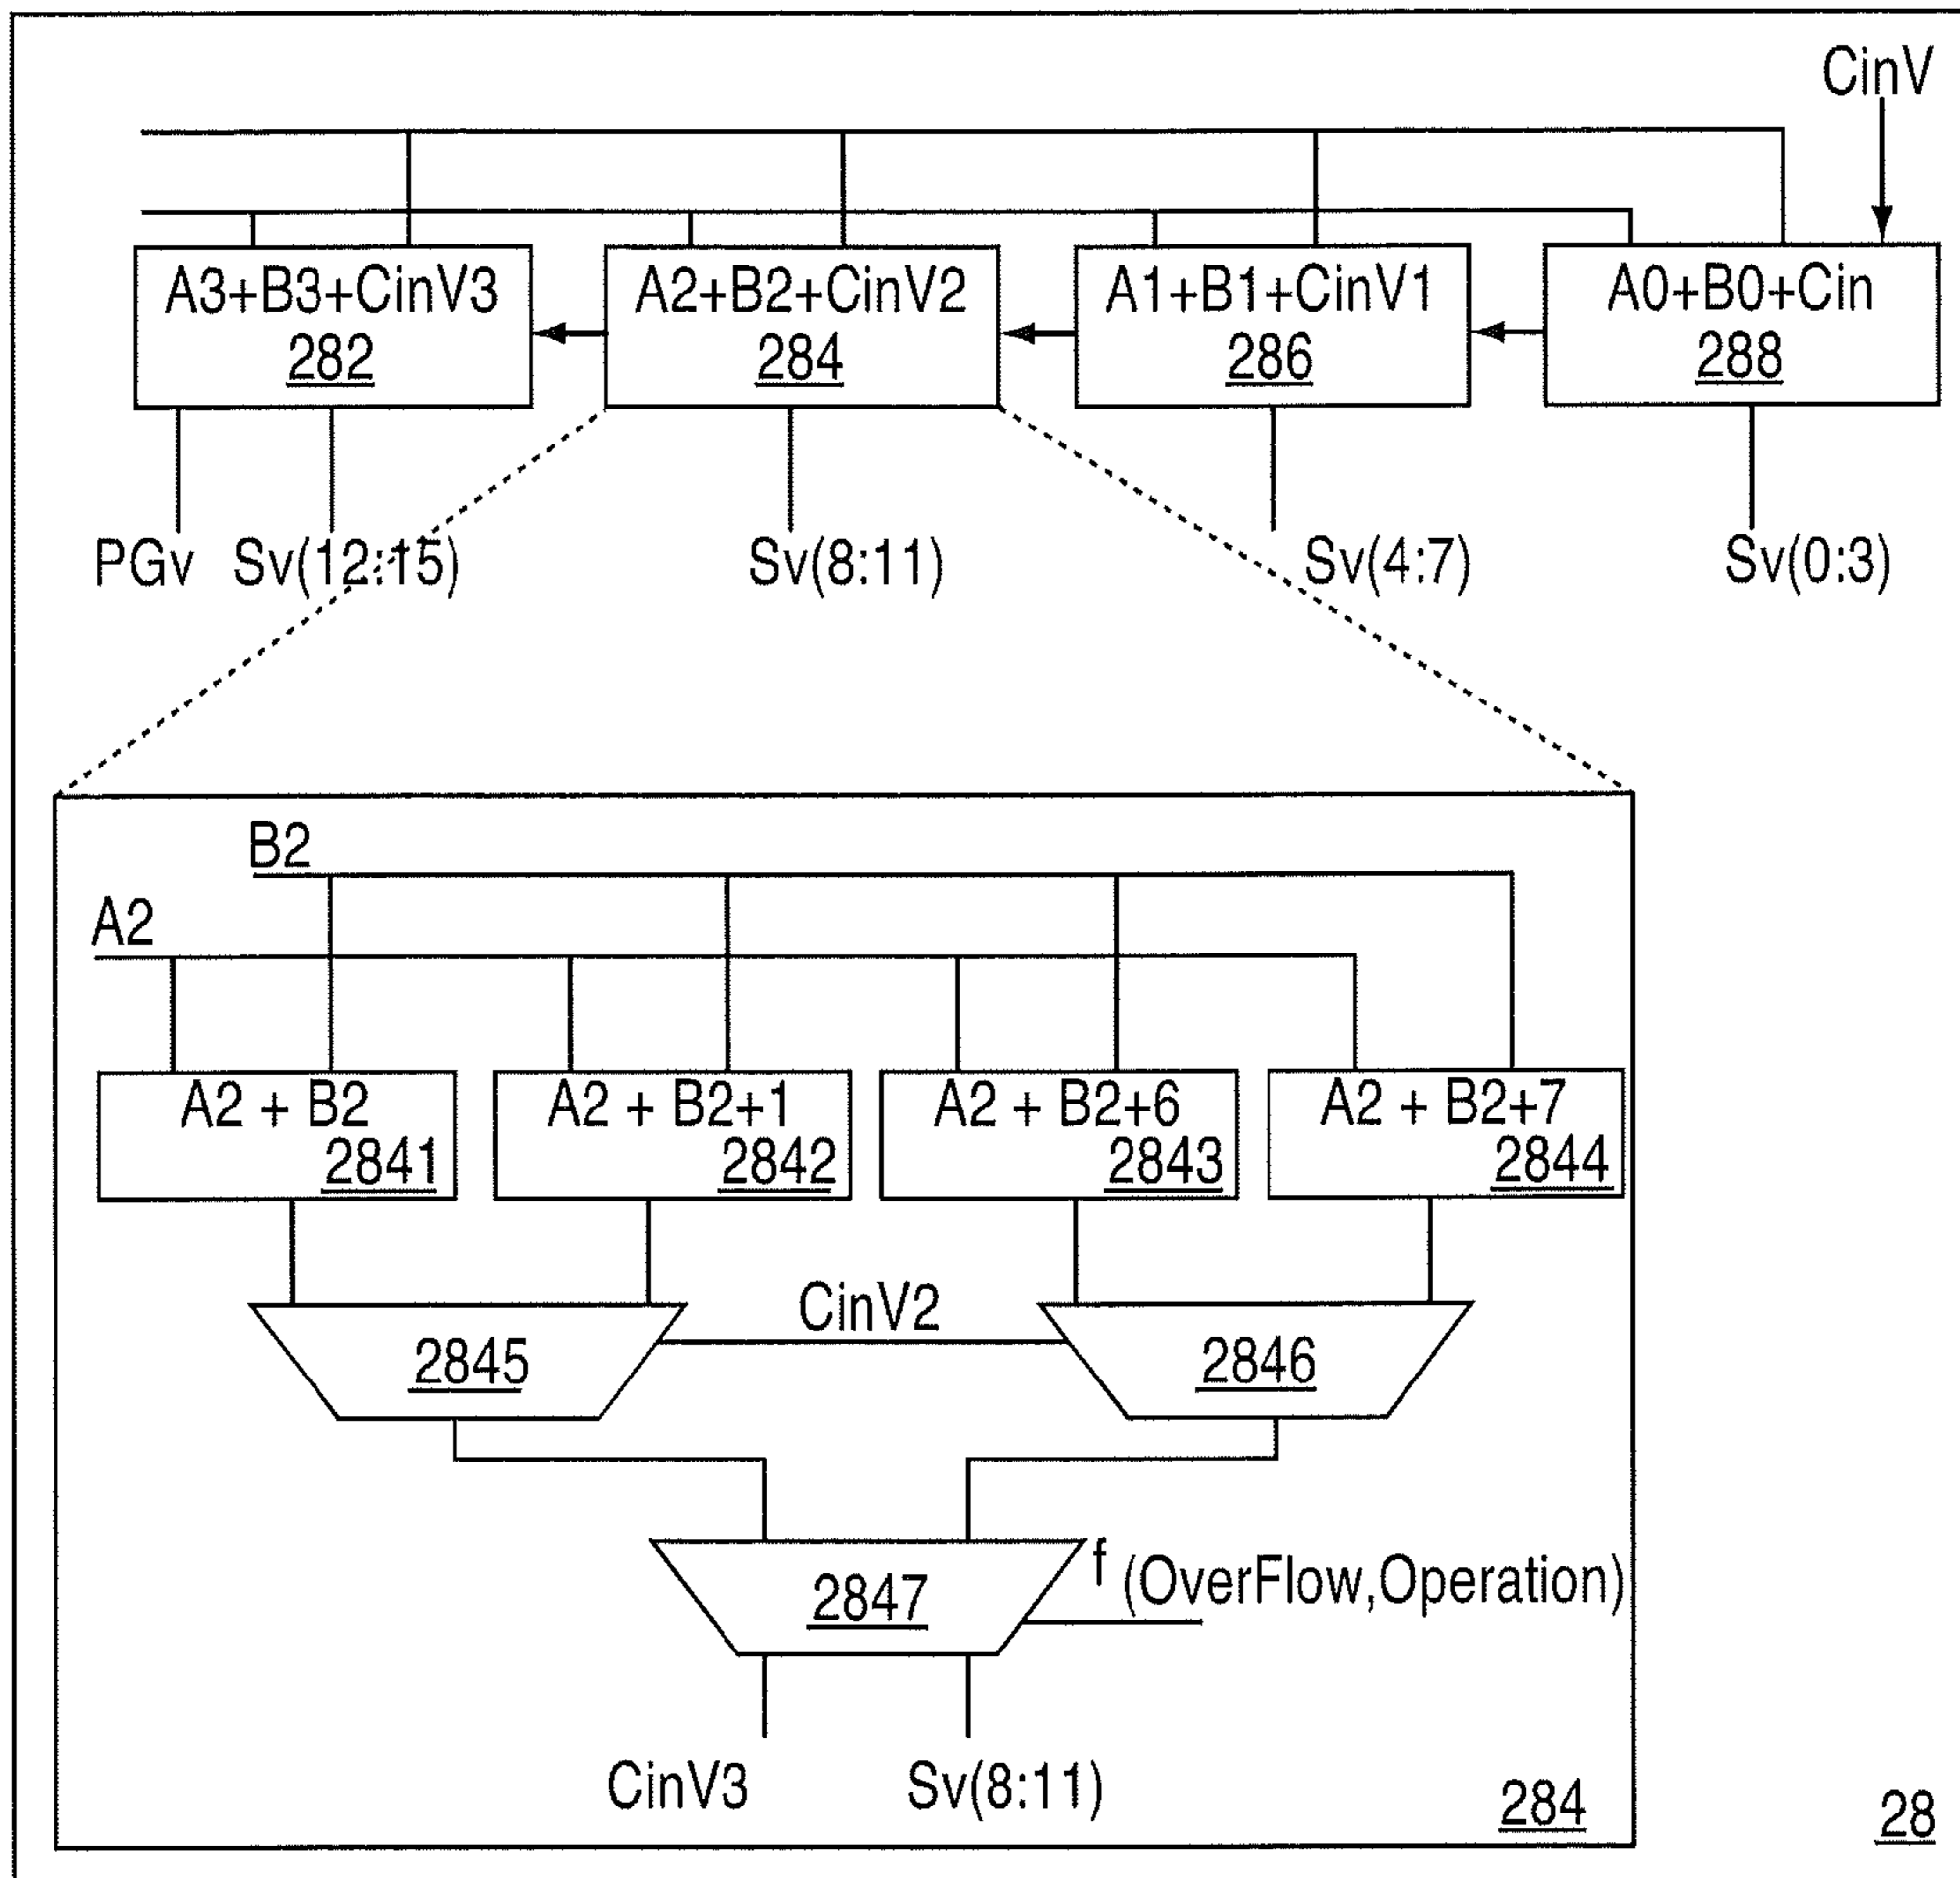 CinV
A3+B3+CinV3
282
A2+B2+CinV2
284
A1+B1+CinV1
286
A0+B0+Cin
288
PGv
Sv(12:15)
Sv(8:11)
Sv(4:7)
Sv(0:3)
B2
A2
A2 + B2
2841
A2 + B2+1
2842
A2 + B2+6
2843
A2 + B2+7
2844
CinV2
2845
2846
2847
f (OverFlow,Operation)
CinV3
Sv(8:11)
284
28